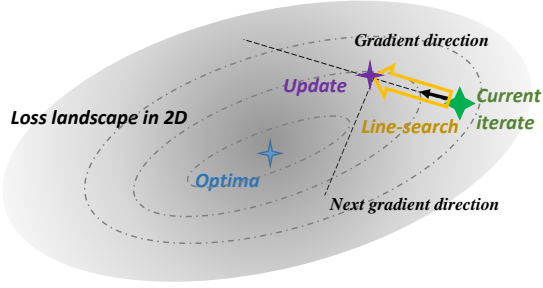 Gradient direction
Update
Current
iterate
Loss landscape in 2D
Line-search
Optima
Next gradient direction